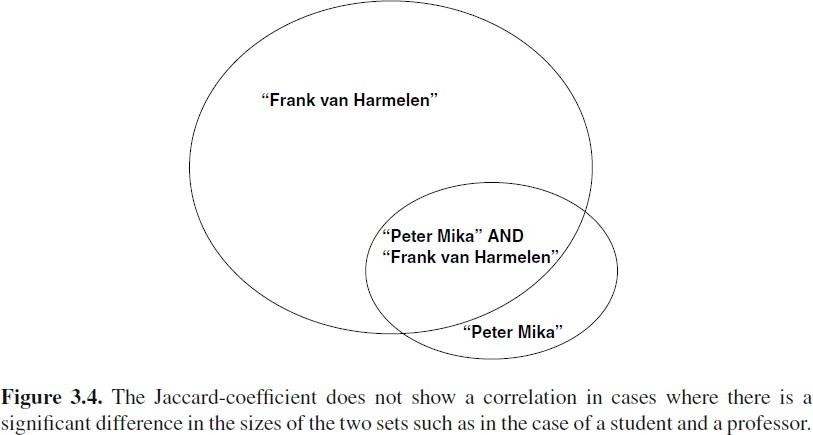 “Frank van Harmelen”
“Peter Mika” AND
“Frank van Harmelen”
“Peter Mika”
Figure 3.4. The Jaccard-coefficient does not show a correlation in cases where there is a
significant difference in the sizes of the two sets such as in the case of a student and a professor.